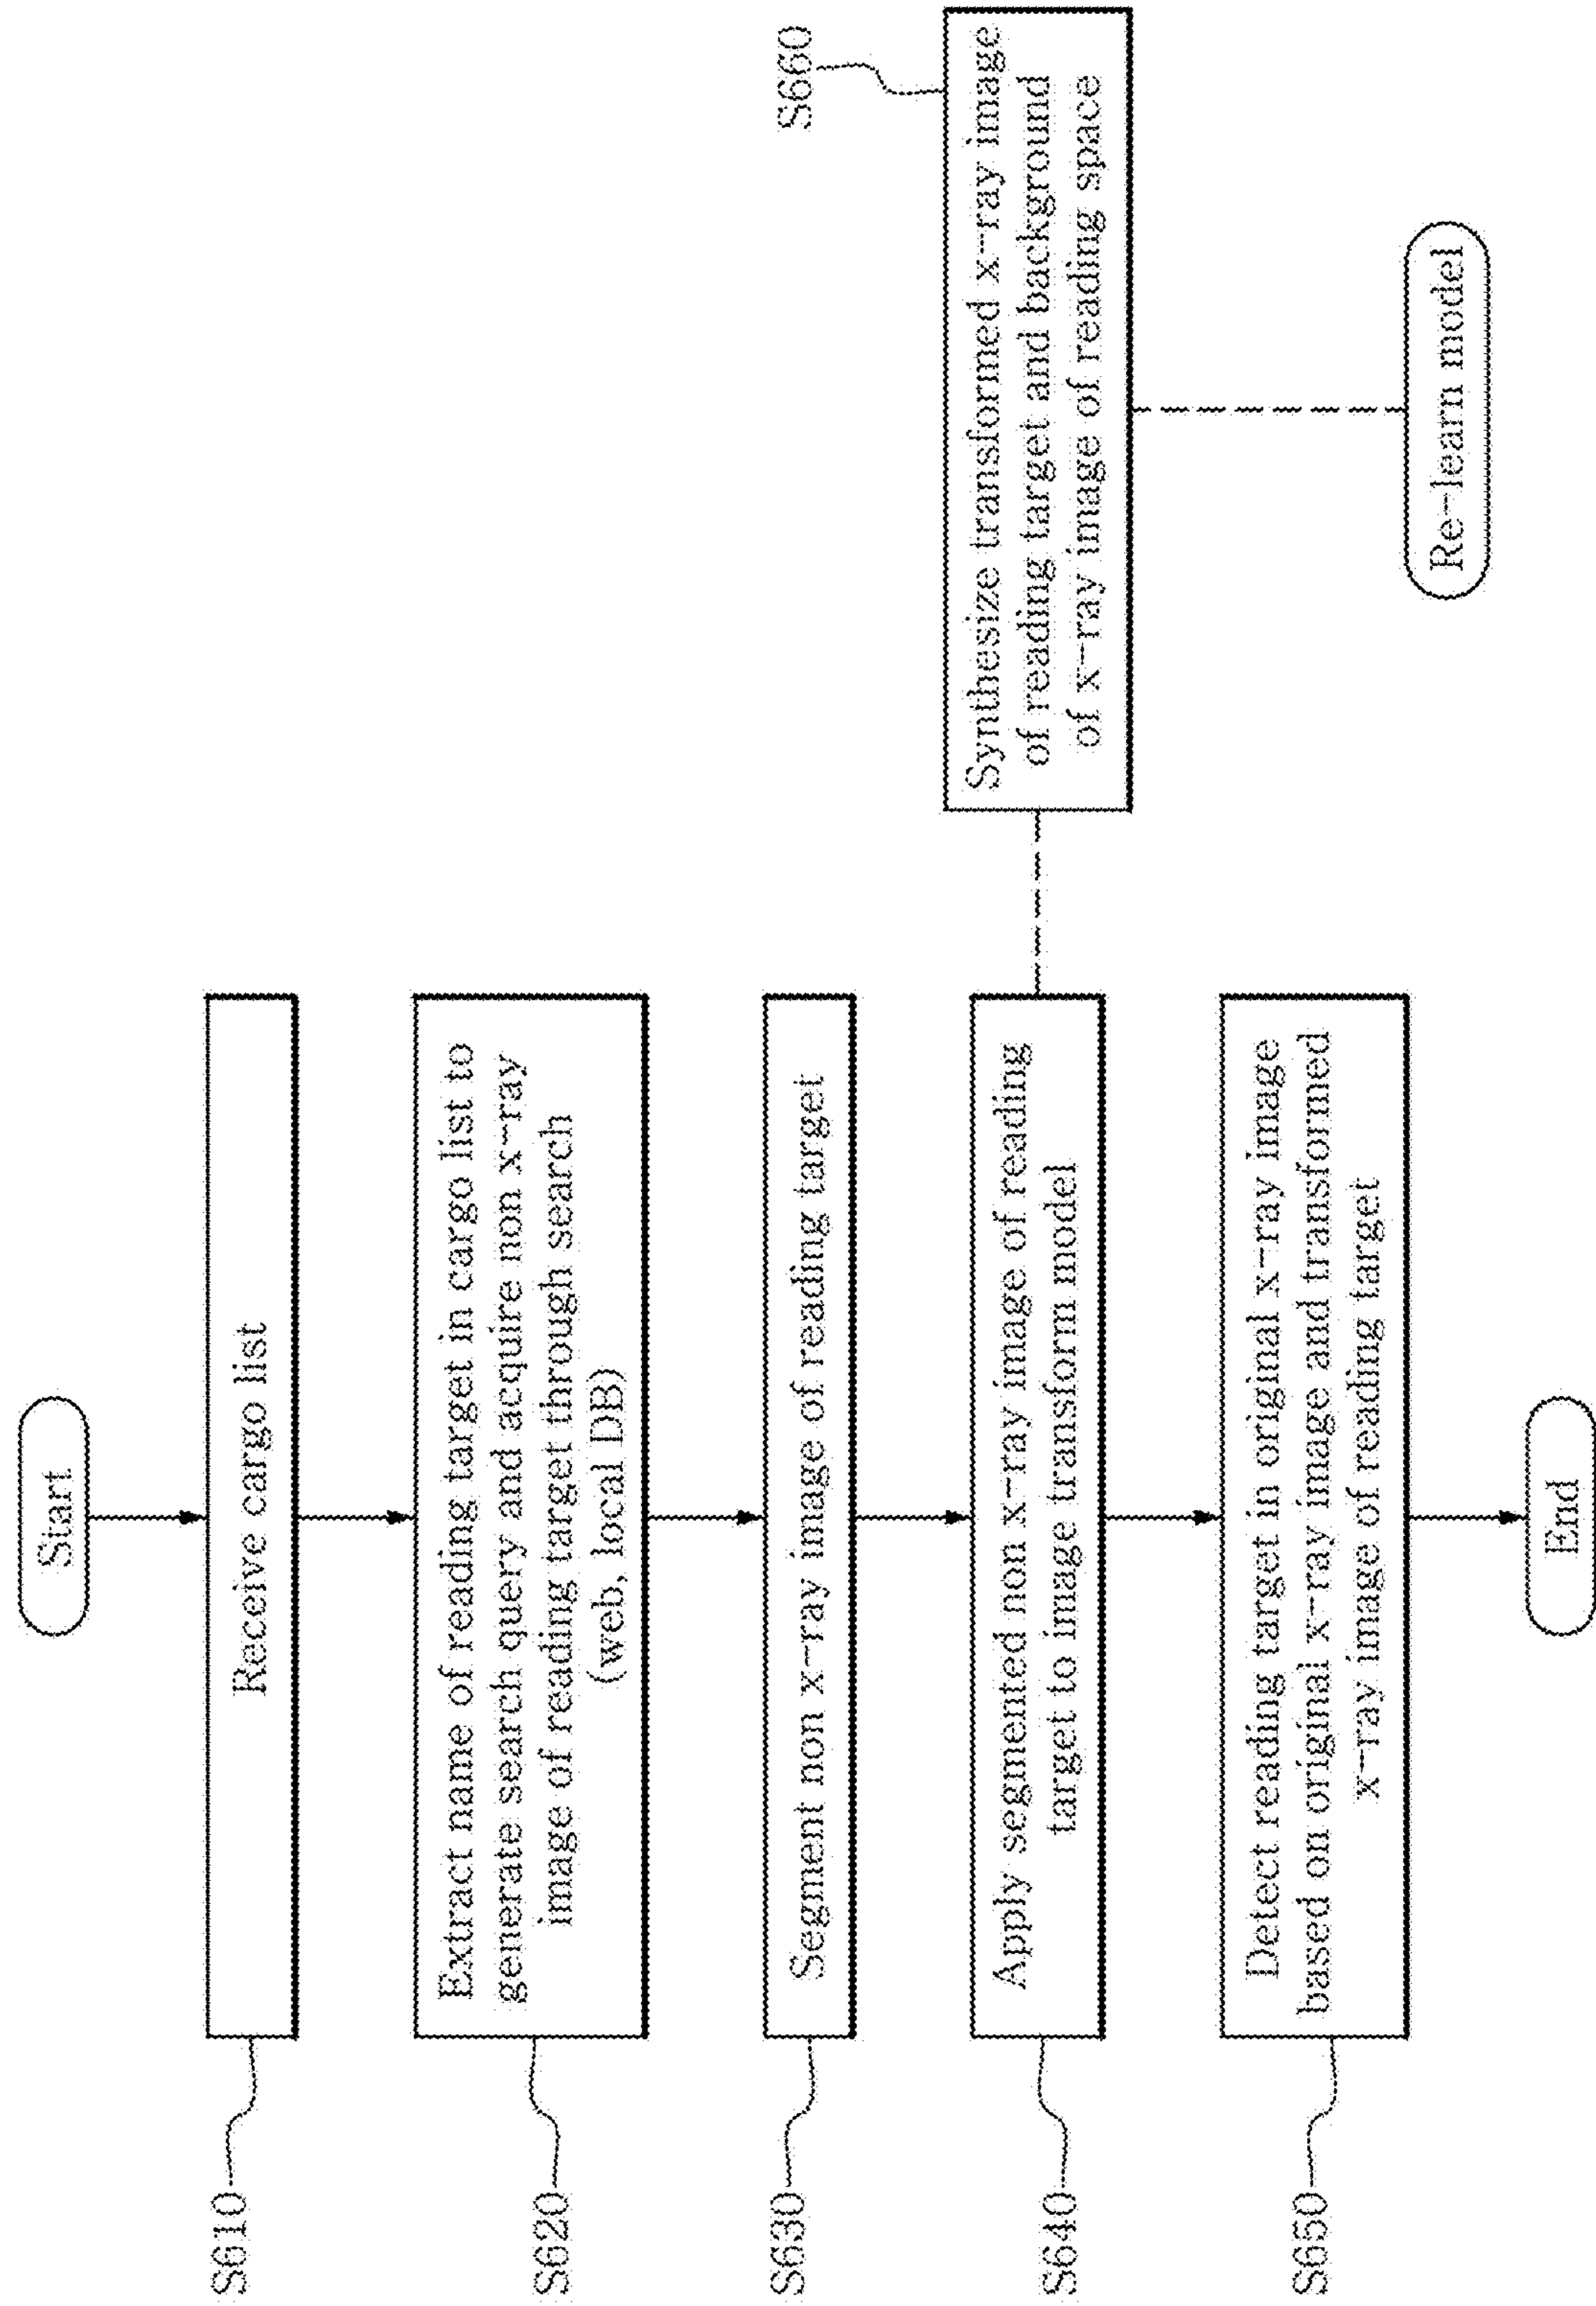 Start
S610
Receive cargo list
S620
Extract name of reading target in cargo list to
generate search query and acquire non x-ray
image of reading target through search
(web, local DB)
S630
Segment non x-ray image of reading target
S640
Apply segmented non x-ray image of reading
target to image transform model
S660
Synthesize transformed x-ray image
of reading target and background
of x-ray image of reading space
S650
Detect reading target in original x-ray image
based on original x-ray image and transformed
x-ray image of reading target
Re-learn model
End